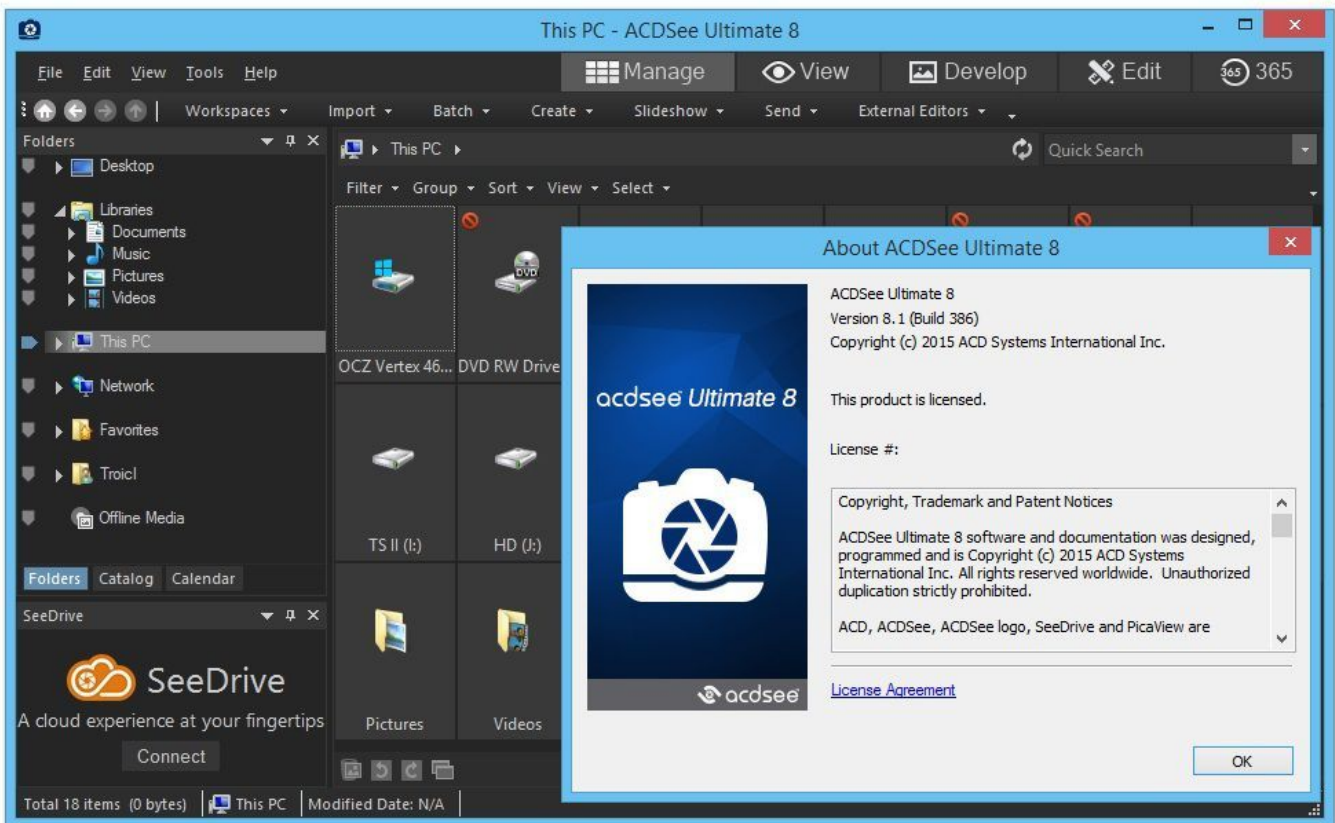 This PC - ACDSee Ultimate 8
File Edit View Tools Help
Manage View Develop Edit 365 365
Workspaces Import Batch Create Slideshow Send External Editors
Folders
This PC
Quick Search
Desktop
Filter Group Sort View Select
Libraries
Documents
Music
Pictures
Videos
This PC
Network
Favorites
Troicl
Offline Media
Folders Catalog Calendar
SeeDrive
SeeDrive
A cloud experience at your fingertips
Connect
DVD
OCZ Vertex 46... DVD RW Drive
TS II (I:) HD (J:)
Pictures Videos
About ACDSee Ultimate 8
acdsee Ultimate 8
acdsee
ACDSee Ultimate 8
Version 8.1 (Build 386)
Copyright (c) 2015 ACD Systems International Inc.
This product is licensed.
License #:
Copyright, Trademark and Patent Notices
ACDSee Ultimate 8 software and documentation was designed,
programmed and is Copyright (c) 2015 ACD Systems
International Inc. All rights reserved worldwide. Unauthorized
duplication strictly prohibited.
ACD, ACDSee, ACDSee logo, SeeDrive and PicaView are
License Agreement
OK
Total 18 items (0 bytes) This PC Modified Date: N/A